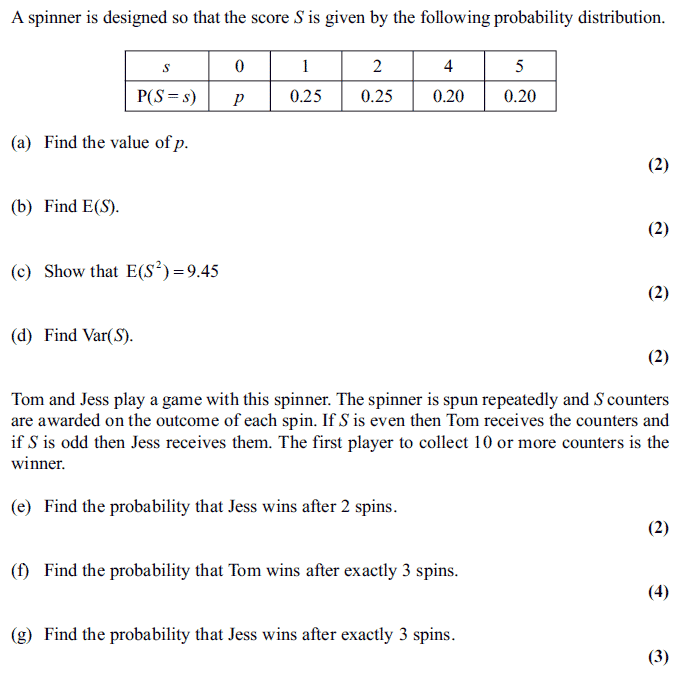 A spinner is designed so that the score S is given by the following probability distribution.
s 0 1 2 4 5
P(S = s) p 0.25 0.25 0.20 0.20
(a) Find the value of p.
(2)
(b) Find E(S).
(2)
(c) Show that E(S²) = 9.45
(2)
(d) Find Var(S).
(2)
Tom and Jess play a game with this spinner. The spinner is spun repeatedly and S counters
are awarded on the outcome of each spin. If S is even then Tom receives the counters and
if S is odd then Jess receives them. The first player to collect 10 or more counters is the
winner.
(e) Find the probability that Jess wins after 2 spins.
(2)
(f) Find the probability that Tom wins after exactly 3 spins.
(4)
(g) Find the probability that Jess wins after exactly 3 spins.
(3)